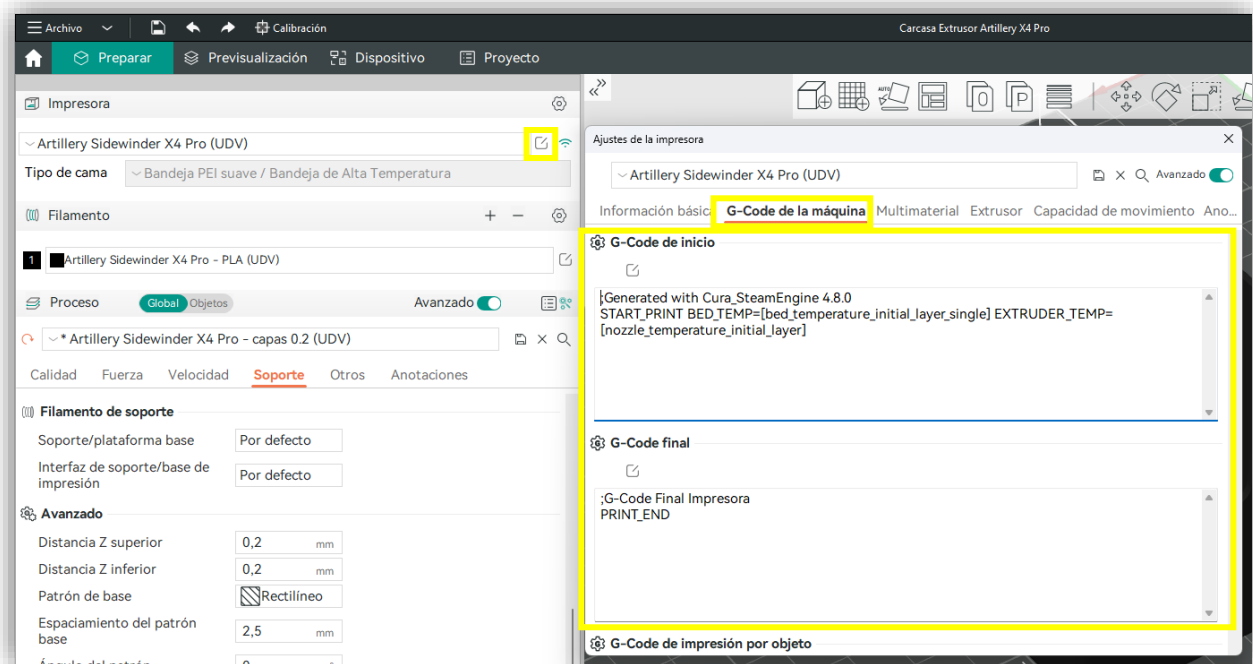 Archivo
Calibración
Carcasa Extrusor Artillery X4 Pro
Preparar
Previsualización
Dispositivo
Proyecto
Impresora
Artillery Sidewinder X4 Pro (UDV)
Tipo de cama
Bandeja PEI suave / Bandeja de Alta Temperatura
Filamento
1
Artillery Sidewinder X4 Pro - PLA (UDV)
Proceso
Global Objetos
Avanzado
* Artillery Sidewinder X4 Pro - capas 0.2 (UDV)
Calidad Fuerza Velocidad Soporte Otros Anotaciones
Filamento de soporte
Soporte/plataforma base Por defecto
Interfaz de soporte/base de
impresión
Por defecto
Avanzado
Distancia Z superior 0,2 mm
Distancia Z inferior 0,2 mm
Patrón de base Rectilíneo
Espaciamiento del patrón
base
2,5 mm
AUTO
0
P
Ajustes de la impresora
Artillery Sidewinder X4 Pro (UDV)
Avanzado
Información básica G-Code de la máquina Multimaterial Extrusor Capacidad de movimiento Ano...
G-Code de inicio
;Generated with Cura_SteamEngine 4.8.0
START_PRINT BED_TEMP=[bed_temperature_initial_layer_single] EXTRUDER_TEMP=
[nozzle_temperature_initial_layer]
G-Code final
;G-Code Final Impresora
PRINT_END
G-Code de impresión por objeto